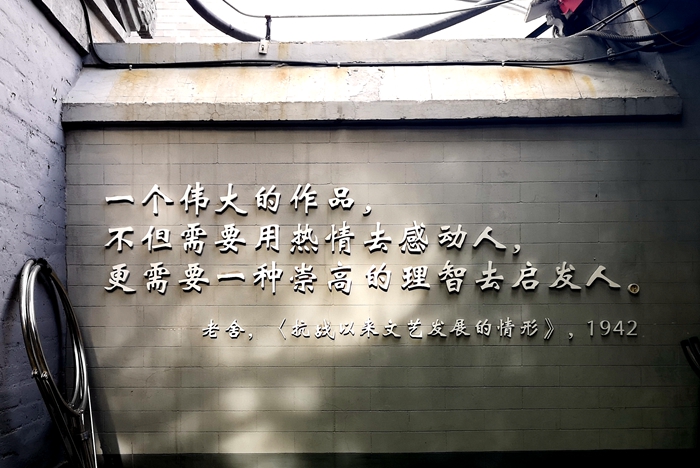 一个伟大的作品，
不但需要用热情去感动人，
更需要一种崇高的理智去启发人。
老舍，《抗战以来文艺发展的情形》，1942